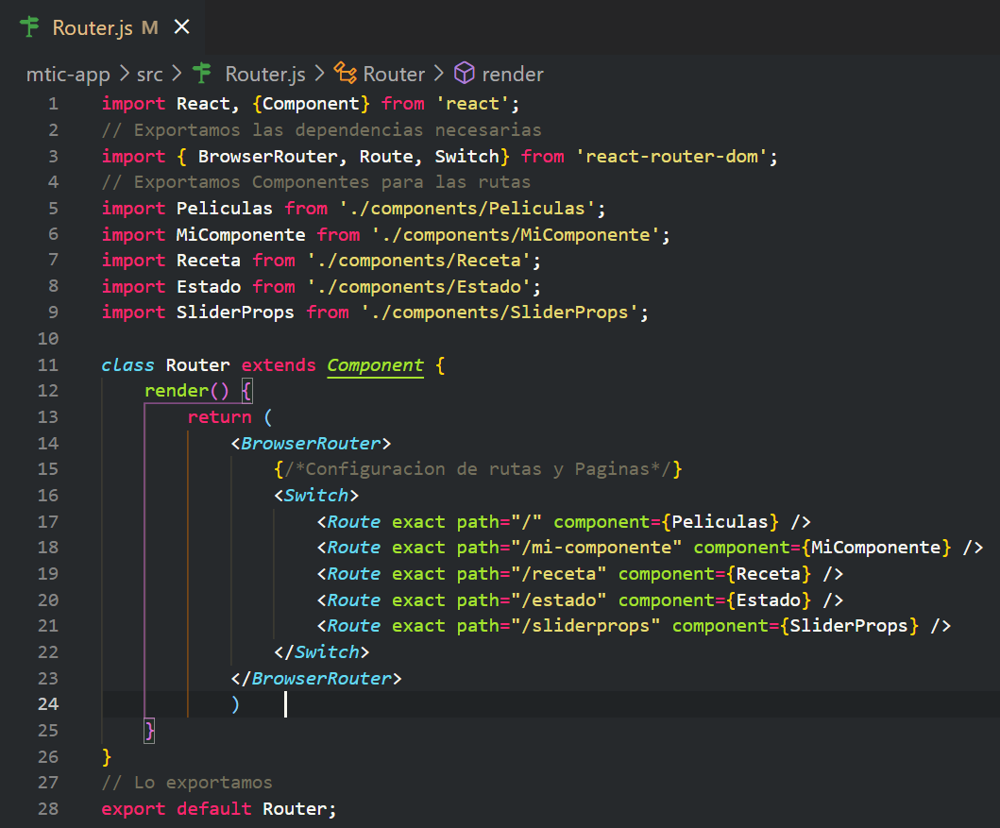 Router.js M
mtic-app > src > Router.js > Router > render
1 import React, {Component} from 'react';
2 // Exportamos las dependencias necesarias
3 import { BrowserRouter, Route, Switch} from 'react-router-dom';
4 // Exportamos Componentes para las rutas
5 import Peliculas from './components/Peliculas';
6 import MiComponente from './components/MiComponente';
7 import Receta from './components/Receta';
8 import Estado from './components/Estado';
9 import SliderProps from './components/SliderProps';
10
11 class Router extends Component {
12     render() {
13         return (
14             <BrowserRouter>
15                 {/*Configuracion de rutas y Paginas*/}
16                 <Switch>
17                     <Route exact path="/" component={Peliculas} />
18                     <Route exact path="/mi-componente" component={MiComponente} />
19                     <Route exact path="/receta" component={Receta} />
20                     <Route exact path="/estado" component={Estado} />
21                     <Route exact path="/sliderprops" component={SliderProps} />
22                 </Switch>
23             </BrowserRouter>
24             )
25     }
26 }
27 // Lo exportamos
28 export default Router;